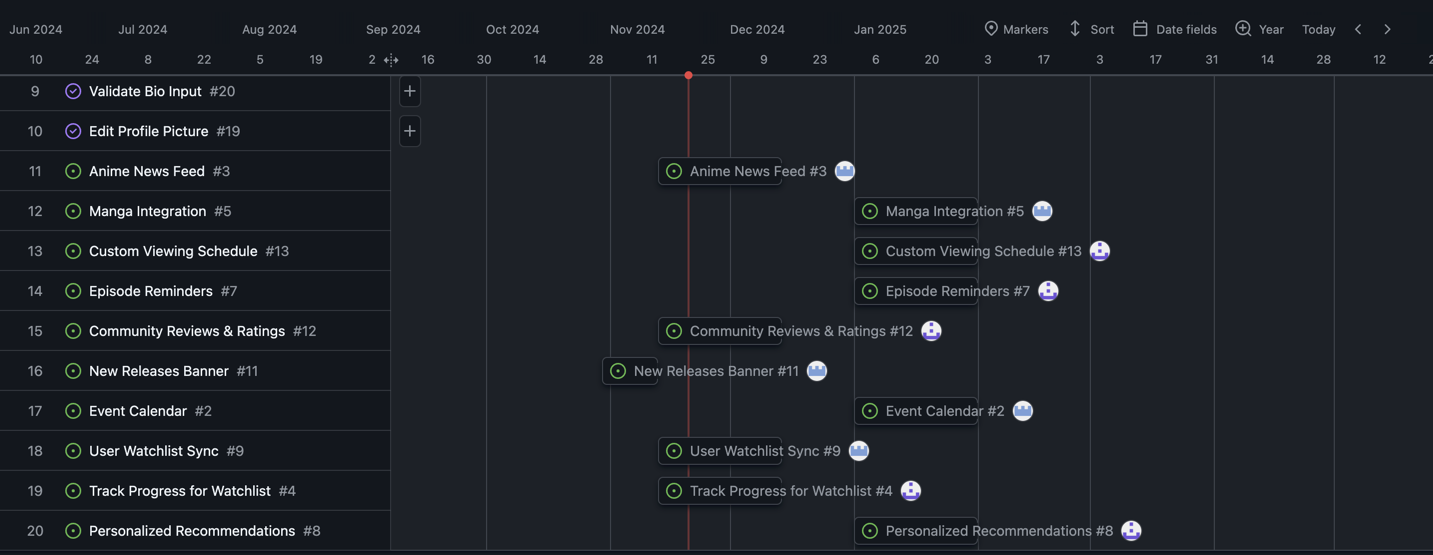 Jun 2024 Jul 2024 Aug 2024 Sep 2024 Oct 2024 Nov 2024 Dec 2024 Jan 2025 Markers Sort Date fields Year Today
10 24 8 22 5 19 2 16 30 14 28 11 25 9 23 6 20 3 17 3 17 31 14 28 12
9 Validate Bio Input #20
10 Edit Profile Picture #19
11 Anime News Feed #3 Anime News Feed #3
12 Manga Integration #5 Manga Integration #5
13 Custom Viewing Schedule #13 Custom Viewing Schedule #13
14 Episode Reminders #7 Episode Reminders #7
15 Community Reviews & Ratings #12 Community Reviews & Ratings #12
16 New Releases Banner #11 New Releases Banner #11
17 Event Calendar #2 Event Calendar #2
18 User Watchlist Sync #9 User Watchlist Sync #9
19 Track Progress for Watchlist #4 Track Progress for Watchlist #4
20 Personalized Recommendations #8 Personalized Recommendations #8